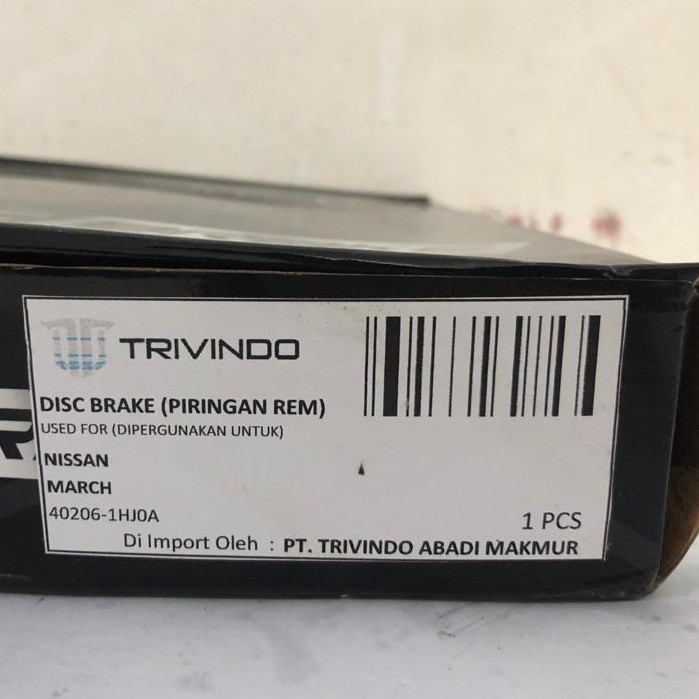 TRIVINDO
DISC BRAKE (PIRINGAN REM)
USED FOR (DIPERGUNAKAN UNTUK)
NISSAN
MARCH
40206-1HJ0A
1 PCS
Di Import Oleh : PT. TRIVINDO ABADI MAKMUR